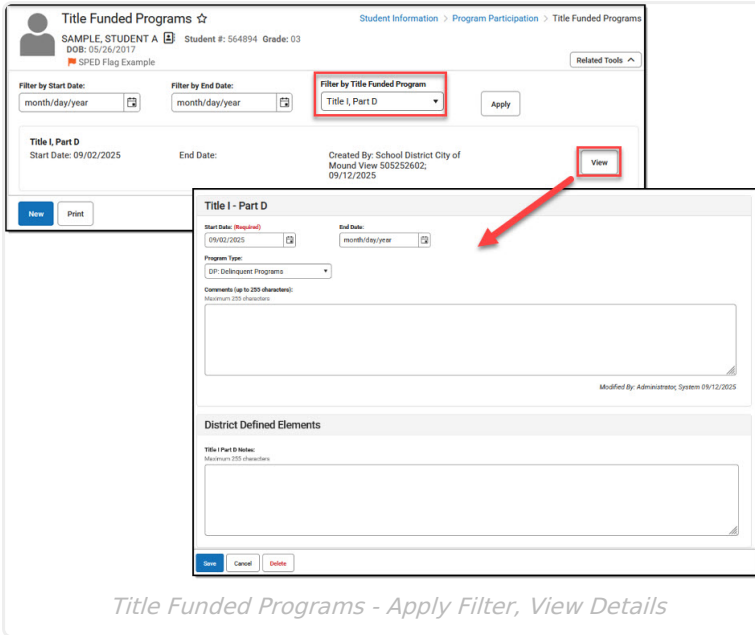 Title Funded Programs ☆
Student Information > Program Participation > Title Funded Programs
SAMPLE, STUDENT A Student #: 564894 Grade: 03
DOB: 05/26/2017
SPED Flag Example
Related Tools
Filter by Start Date: Filter by End Date: Filter by Title Funded Program
month/day/year month/day/year Title I, Part D Apply
Title I, Part D
Start Date: 09/02/2025 End Date: Created By: School District City of
Mound View 505252602;
09/12/2025
View
New Print
Title I - Part D
Start Date: (Required) End Date:
09/02/2025 month/day/year
Program Type:
DP: Delinquent Programs
Comments (up to 255 characters):
Maximum 255 characters
Modified By: Administrator, System 09/12/2025
District Defined Elements
Title I Part D Notes:
Maximum 255 characters
Save Cancel Delete
Title Funded Programs - Apply Filter, View Details